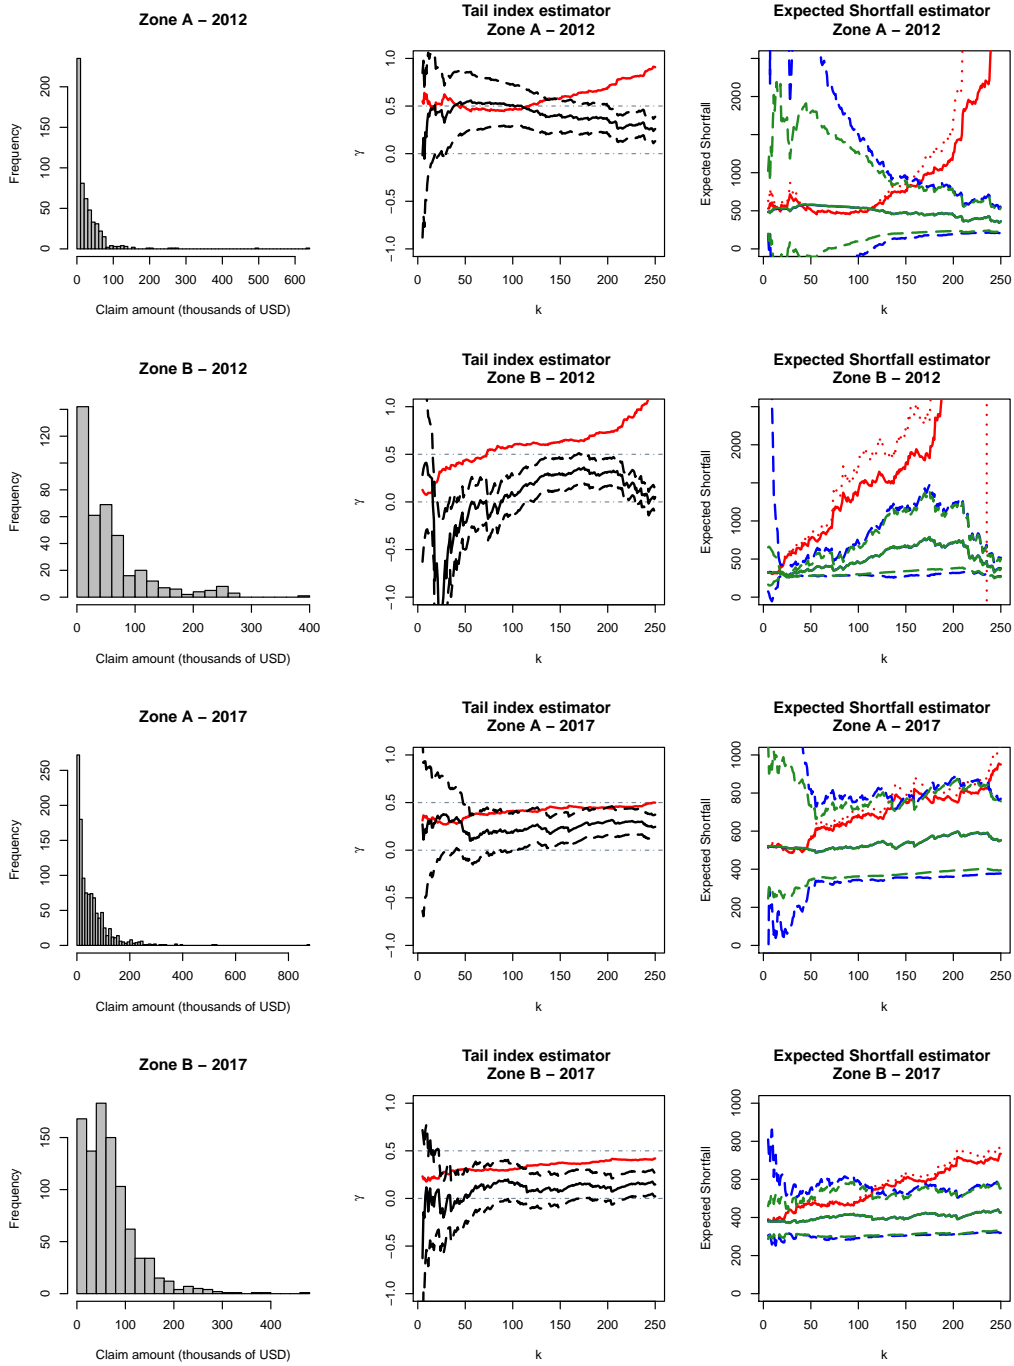 Zone A − 2012
Frequency
0 50 100 150 200
0 100 200 300 400 500 600
Claim amount (thousands of USD)
Tail index estimator
Zone A − 2012
γ
−1.0 −0.5 0.0 0.5 1.0
0 50 100 150 200 250
k
Expected Shortfall estimator
Zone A − 2012
Expected Shortfall
0 500 1000 2000
0 50 100 150 200 250
k
Zone B − 2012
Frequency
0 20 40 60 80 120
0 100 200 300 400
Claim amount (thousands of USD)
Tail index estimator
Zone B − 2012
γ
−1.0 −0.5 0.0 0.5 1.0
0 50 100 150 200 250
k
Expected Shortfall estimator
Zone B − 2012
Expected Shortfall
0 500 1000 2000
0 50 100 150 200 250
k
Zone A − 2017
Frequency
0 50 100 150 200 250
0 200 400 600 800
Claim amount (thousands of USD)
Tail index estimator
Zone A − 2017
γ
−1.0 −0.5 0.0 0.5 1.0
0 50 100 150 200 250
k
Expected Shortfall estimator
Zone A − 2017
Expected Shortfall
0 200 400 600 800 1000
0 50 100 150 200 250
k
Zone B − 2017
Frequency
0 50 100 150
0 100 200 300 400
Claim amount (thousands of USD)
Tail index estimator
Zone B − 2017
γ
−1.0 −0.5 0.0 0.5 1.0
0 50 100 150 200 250
k
Expected Shortfall estimator
Zone B − 2017
Expected Shortfall
0 200 400 600 800 1000
0 50 100 150 200 250
k